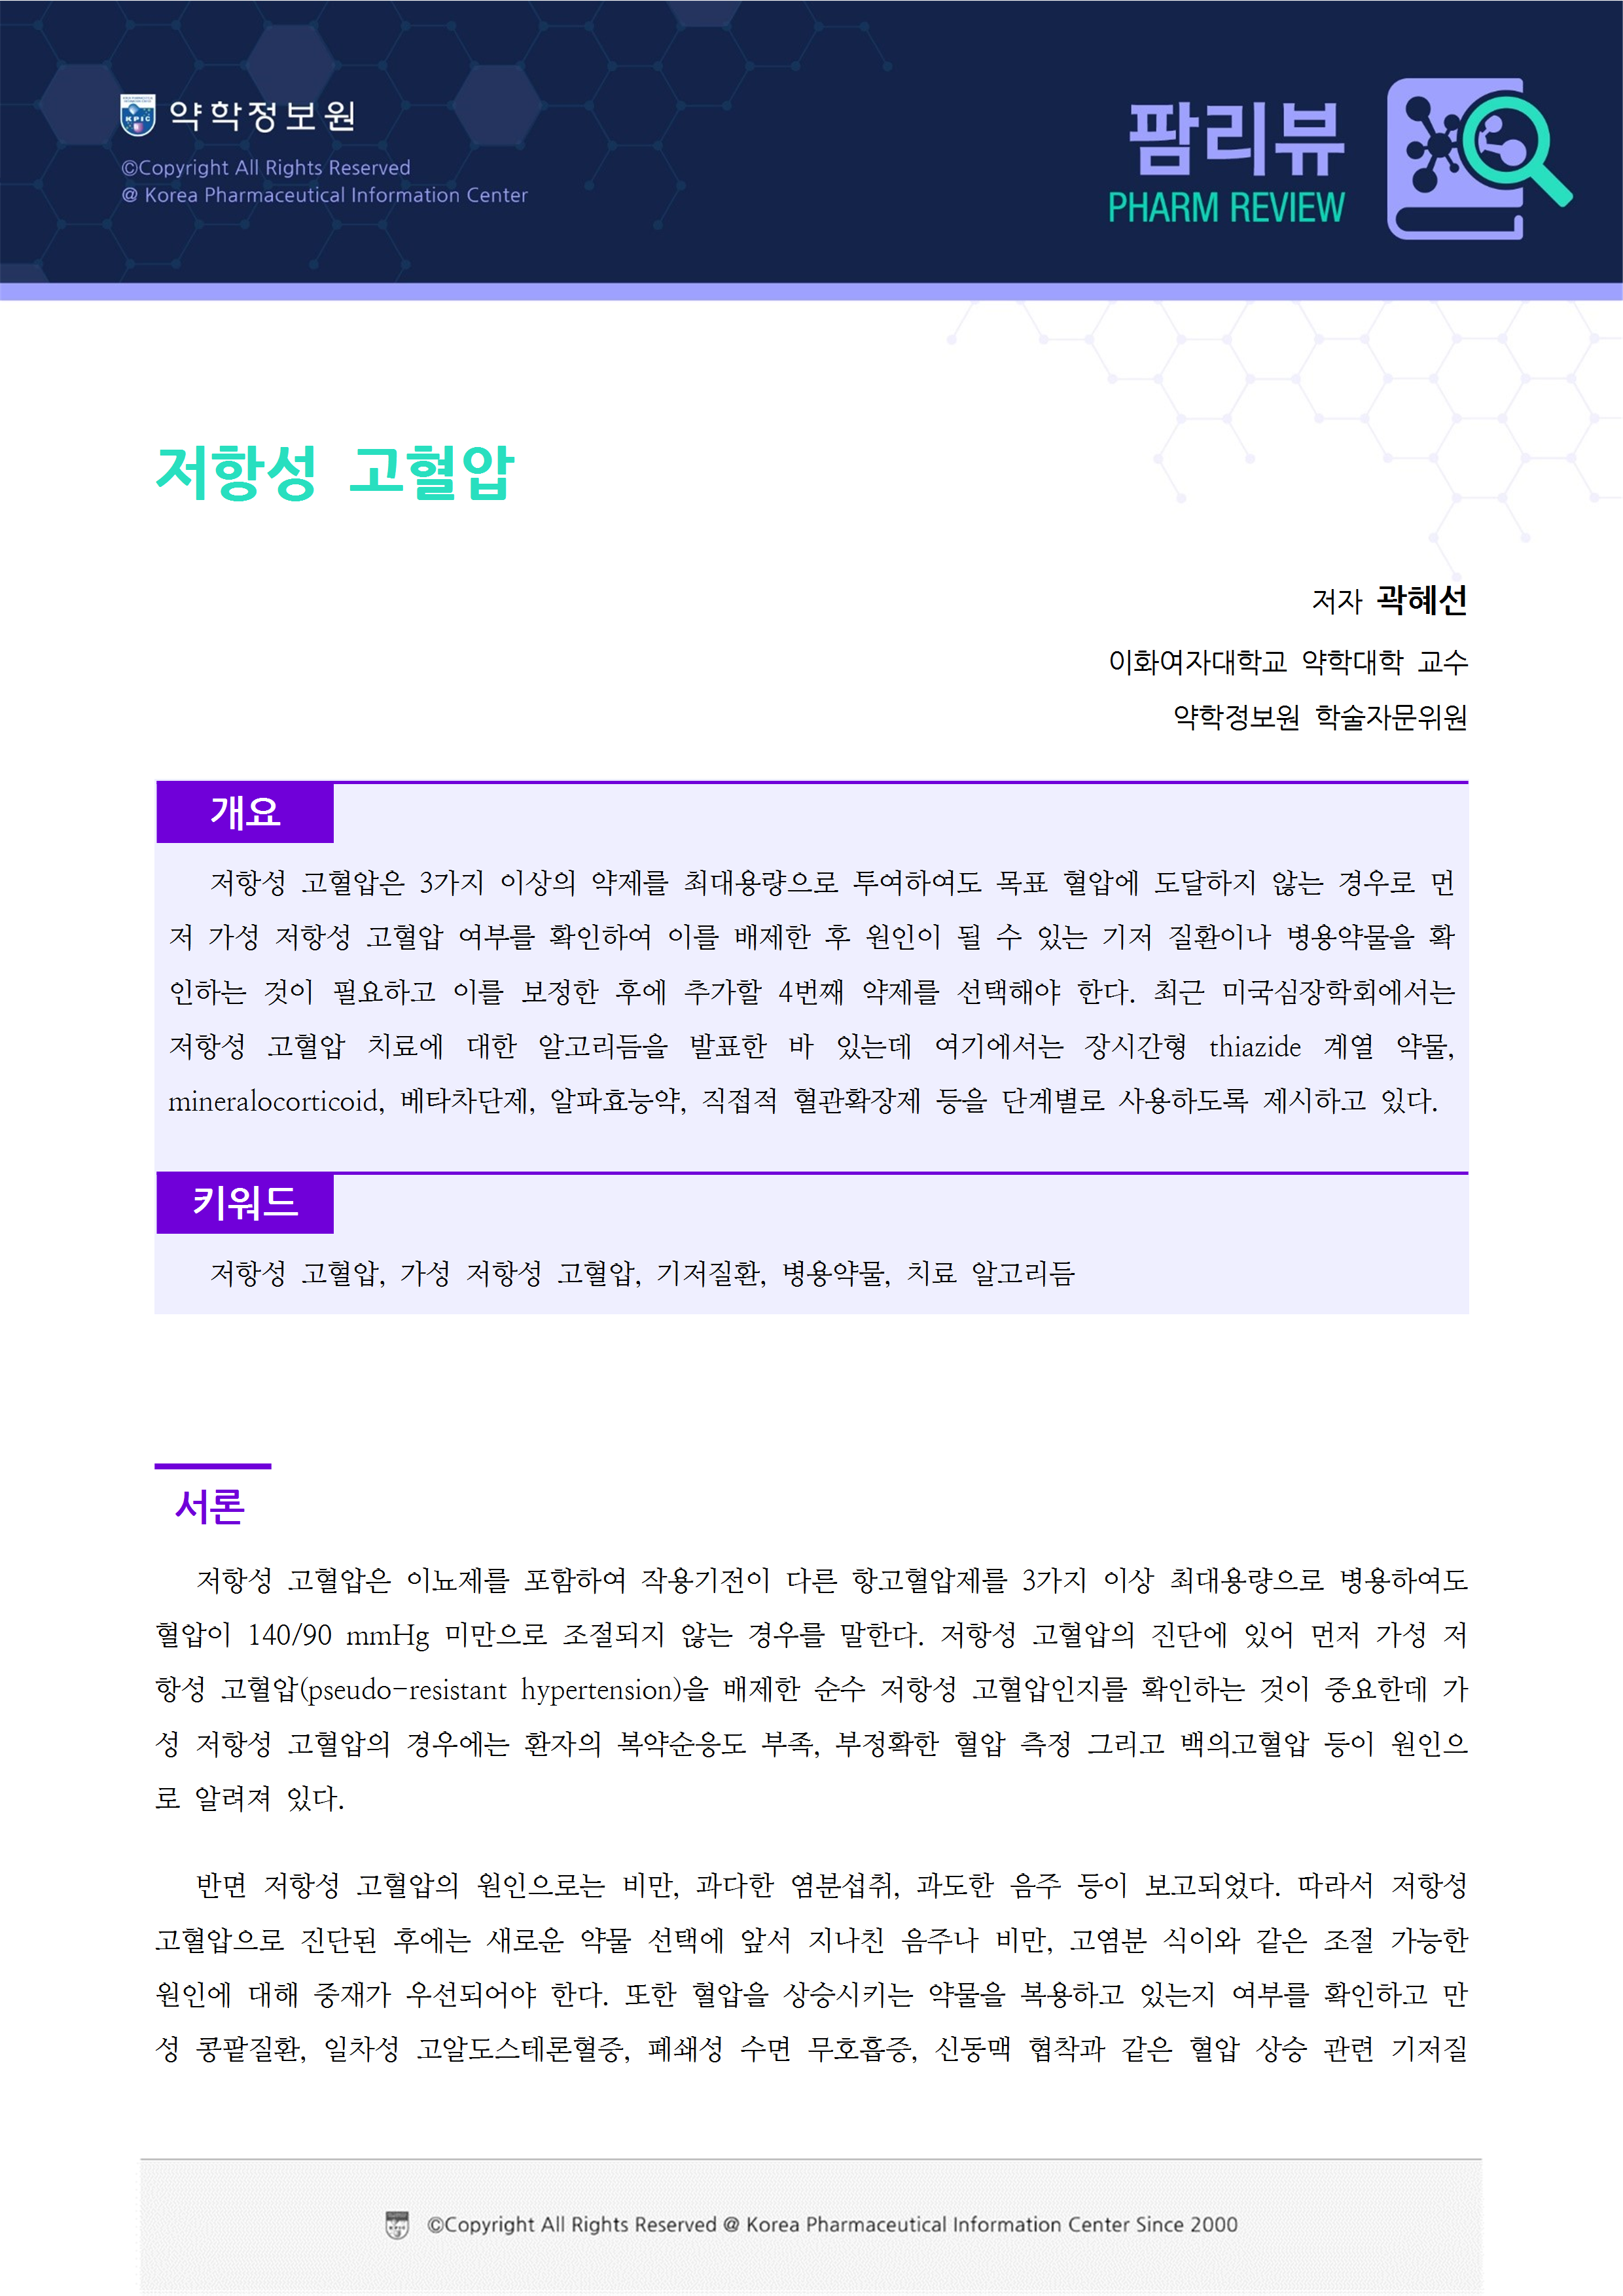 약학정보원
©Copyright All Rights Reserved
@ Korea Pharmaceutical Information Center
팜리뷰
PHARM REVIEW
저항성 고혈압
저자 곽혜선
이화여자대학교 약학대학 교수
약학정보원 학술자문위원
개요
저항성 고혈압은 3가지 이상의 약제를 최대용량으로 투여하여도 목표 혈압에 도달하지 않는 경우로 먼
저 가성 저항성 고혈압 여부를 확인하여 이를 배제한 후 원인이 될 수 있는 기저 질환이나 병용약물을 확
인하는 것이 필요하고 이를 보정한 후에 추가할 4번째 약제를 선택해야 한다. 최근 미국심장학회에서는
저항성 고혈압 치료에 대한 알고리듬을 발표한 바 있는데 여기에서는 장시간형 thiazide 계열 약물,
mineralocorticoid, 베타차단제, 알파효능약, 직접적 혈관확장제 등을 단계별로 사용하도록 제시하고 있다.
키워드
저항성 고혈압, 가성 저항성 고혈압, 기저질환, 병용약물, 치료 알고리듬
서론
저항성 고혈압은 이뇨제를 포함하여 작용기전이 다른 항고혈압제를 3가지 이상 최대용량으로 병용하여도
혈압이 140/90 mmHg 미만으로 조절되지 않는 경우를 말한다. 저항성 고혈압의 진단에 있어 먼저 가성 저
항성 고혈압(pseudo-resistant hypertension)을 배제한 순수 저항성 고혈압인지를 확인하는 것이 중요한데 가
성 저항성 고혈압의 경우에는 환자의 복약순응도 부족, 부정확한 혈압 측정 그리고 백의고혈압 등이 원인으
로 알려져 있다.
반면 저항성 고혈압의 원인으로는 비만, 과다한 염분섭취, 과도한 음주 등이 보고되었다. 따라서 저항성
고혈압으로 진단된 후에는 새로운 약물 선택에 앞서 지나친 음주나 비만, 고염분 식이와 같은 조절 가능한
원인에 대해 중재가 우선되어야 한다. 또한 혈압을 상승시키는 약물을 복용하고 있는지 여부를 확인하고 만
성 콩팥질환, 일차성 고알도스테론혈증, 폐쇄성 수면 무호흡증, 신동맥 협착과 같은 혈압 상승 관련 기저질
©Copyright All Rights Reserved @ Korea Pharmaceutical Information Center Since 2000